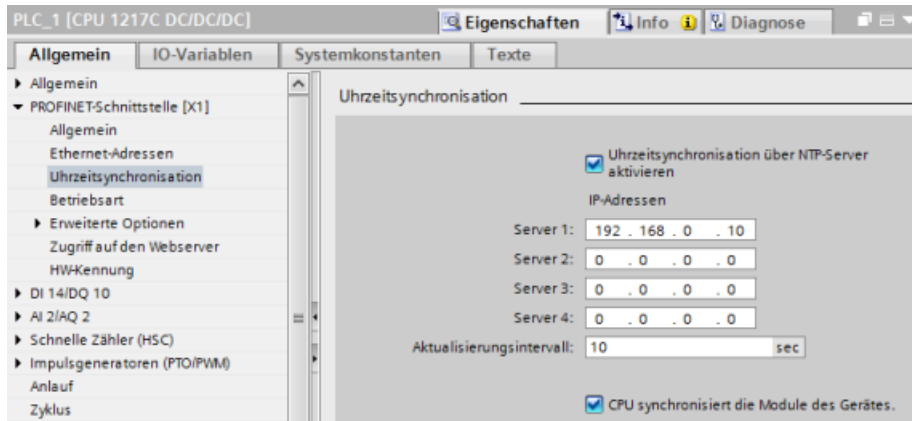 PLC_1 [CPU 1217C DC/DC/DC]
Eigenschaften
Info
Diagnose
Allgemein
IO-Variablen
Systemkonstanten
Texte
Allgemein
PROFINET-Schnittstelle [X1]
Allgemein
Ethernet-Adressen
Uhrzeitsynchronisation
Betriebsart
Erweiterte Optionen
Zugriff auf den Webserver
HW-Kennung
DI 14/DQ 10
AI 2/AQ 2
Schnelle Zähler (HSC)
Impulsgeneratoren (PTO/PWM)
Anlauf
Zyklus
Uhrzeitsynchronisation
Uhrzeitsynchronisation über NTP-Server
aktivieren
IP-Adressen
Server 1: 192 . 168 . 0 . 10
Server 2: 0 . 0 . 0 . 0
Server 3: 0 . 0 . 0 . 0
Server 4: 0 . 0 . 0 . 0
Aktualisierungsintervall: 10 sec
CPU synchronisiert die Module des Gerätes.